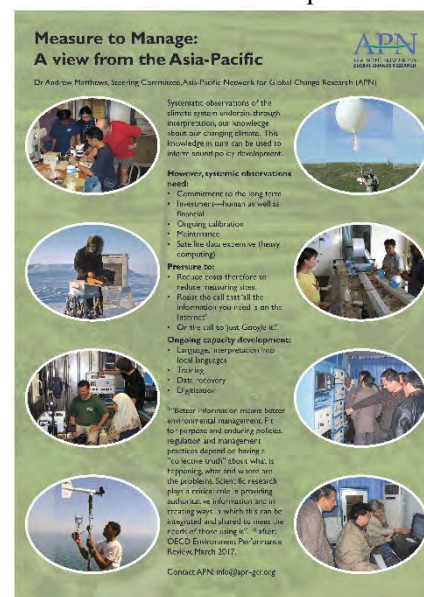 Measure to Manage:
A view from the Asia-Pacific
APN
ASIA-PACIFIC NETWORK FOR
GLOBAL CHANGE RESEARCH
Dr Andrew Matthews, Steering Committee, Asia-Pacific Network for Global Change Research (APN)
Systematic observations of the
climate system underpin, through
interpretation, our knowledge
about our changing climate. This
knowledge in turn can be used to
inform sound policy development.
However, systemic observations
need:
• Commitment to the long term
• Investment—human as well as
financial
• Ongoing calibration
• Maintenance
• Satellite data expensive (heavy
computing)
Pressure to:
• Reduce costs therefore to
reduce measuring sites.
• Resist the call that 'all the
information you need is on the
Internet'
• Or the call to 'just Google it'.
Ongoing capacity development:
• Language, interpretation into
local languages
• Training
• Data recovery
• Digitisation
"Better Information means better
environmental management. Fit
for purpose and enduring policies,
regulation and management
practices depend on having a
"collective truth" about what is
happening, what and where are
the problems. Scientific research
plays a critical role in providing
authoritative information and in
creating ways in which this can be
integrated and shared to meet the
needs of those using it". after:
OECD Environment Performance
Review, March 2017.
Contact APN: info@apn-gcr.org